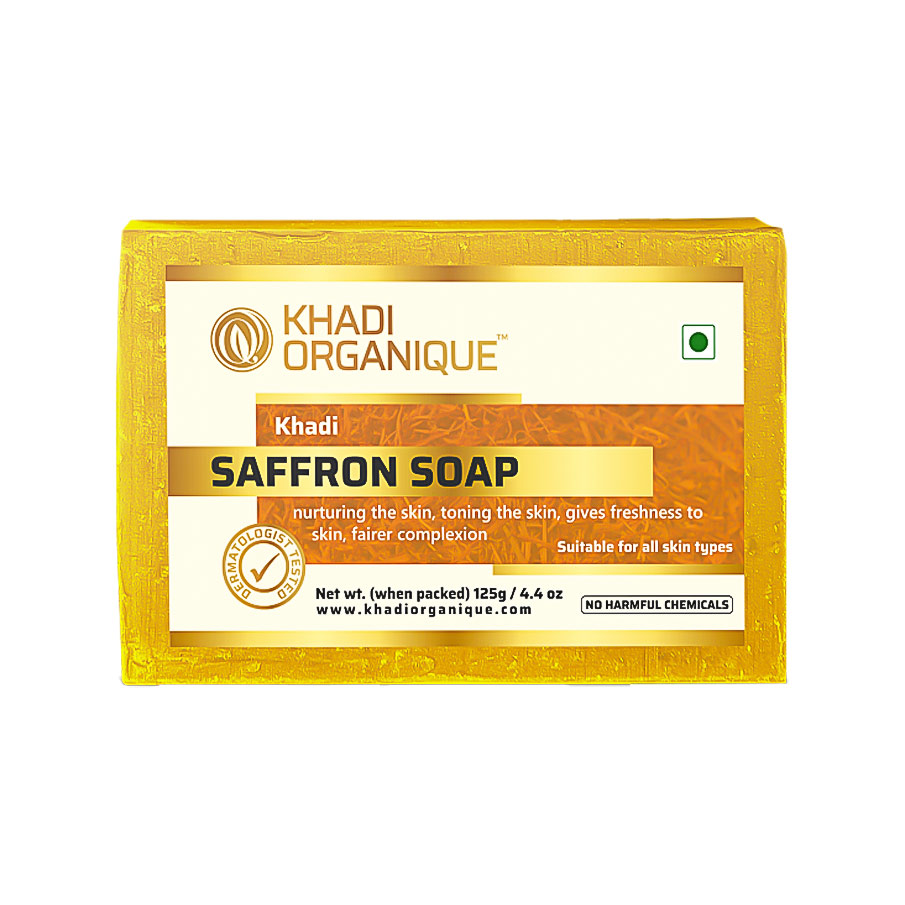 KHADI
ORGANIQUE™
Khadi
SAFFRON SOAP
nurturing the skin, toning the skin, gives freshness to
skin, fairer complexion
Suitable for all skin types
DERMATOLOGIST TESTED
Net wt. (when packed) 125g / 4.4 oz
www.khadiorganique.com
NO HARMFUL CHEMICALS